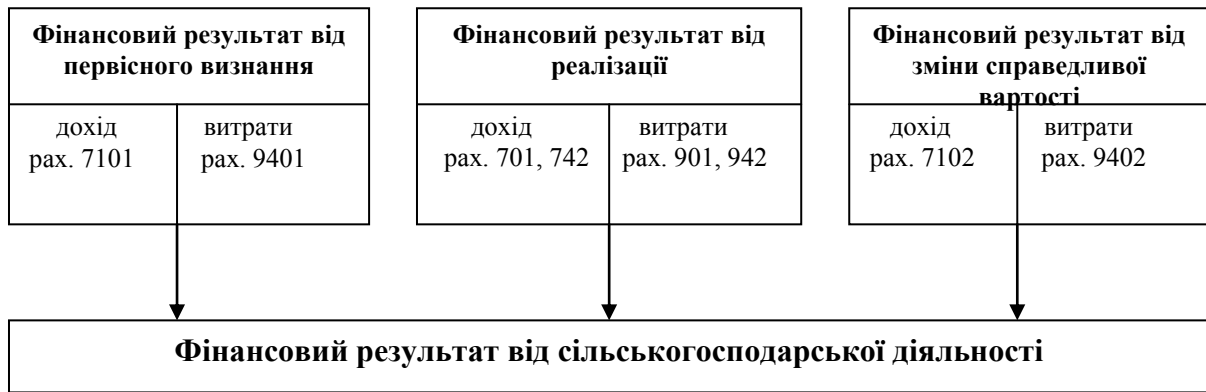 Фінансовий результат від
первісного визнання
дохід
рах. 7101
витрати
рах. 9401
Фінансовий результат від
реалізації
дохід
рах. 701, 742
витрати
рах. 901, 942
Фінансовий результат від
зміни справедливої
вартості
дохід
рах. 7102
витрати
рах. 9402
Фінансовий результат від сільськогосподарської діяльності